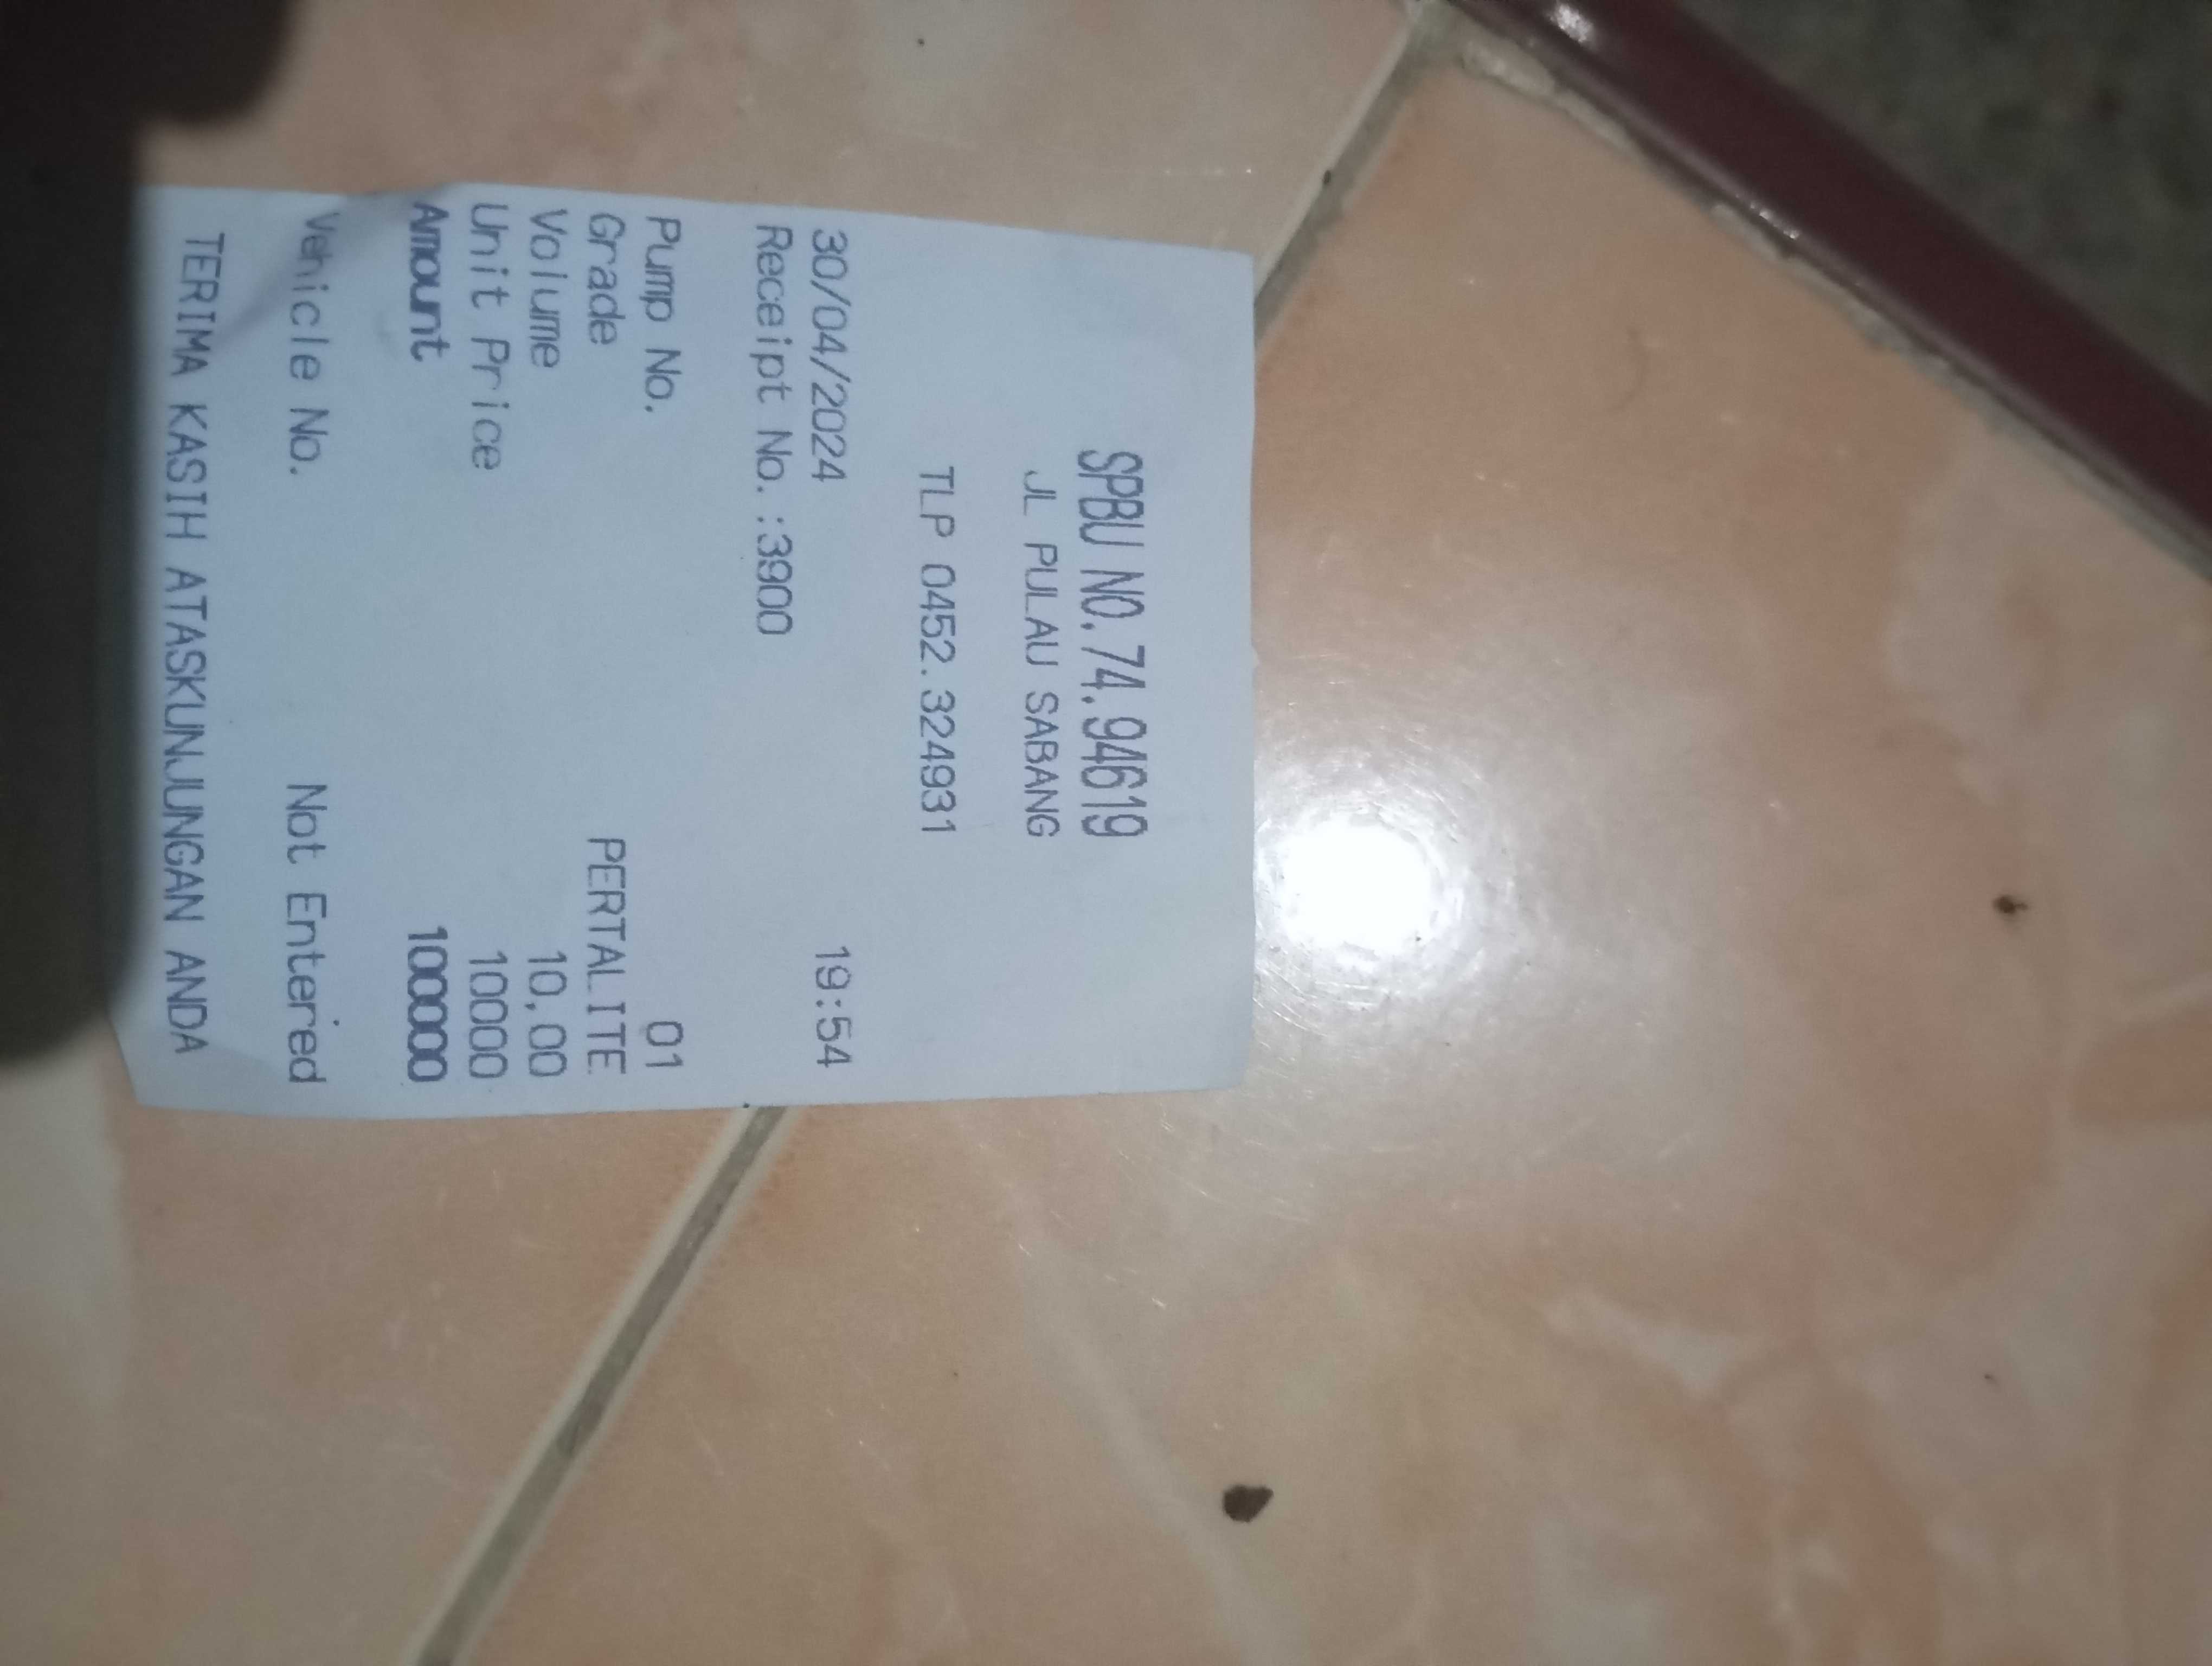 SPBU NO. 74.94619
JL PULAU SABANG
TLP 0452.324931
30/04/2024 19:54
Receipt No. :3900
Pump No. 01
Grade PERTALITE
Volume 10,00
Unit Price 10000
Amount 100000
Vehicle No. Not Entered
TERIMA KASIH ATASKUNJUNGAN ANDA